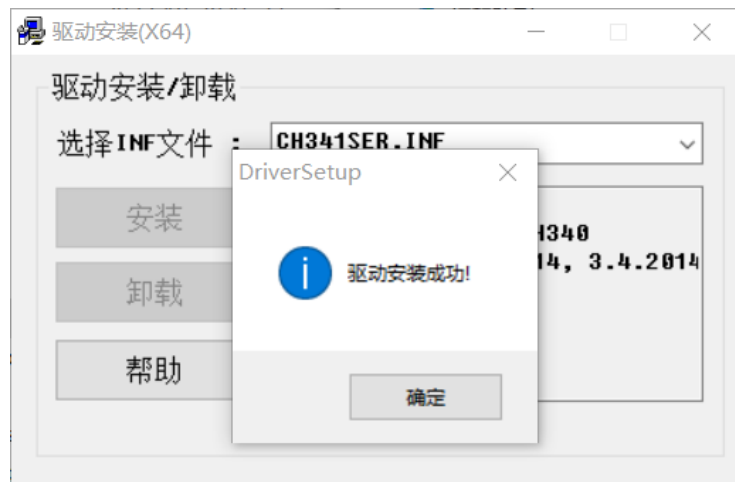 驱动安装(X64)
驱动安装/卸载
选择INF文件 :
CH341SER.INF
DriverSetup
安装
H340
14, 3.4.2014
驱动安装成功!
卸载
帮助
确定